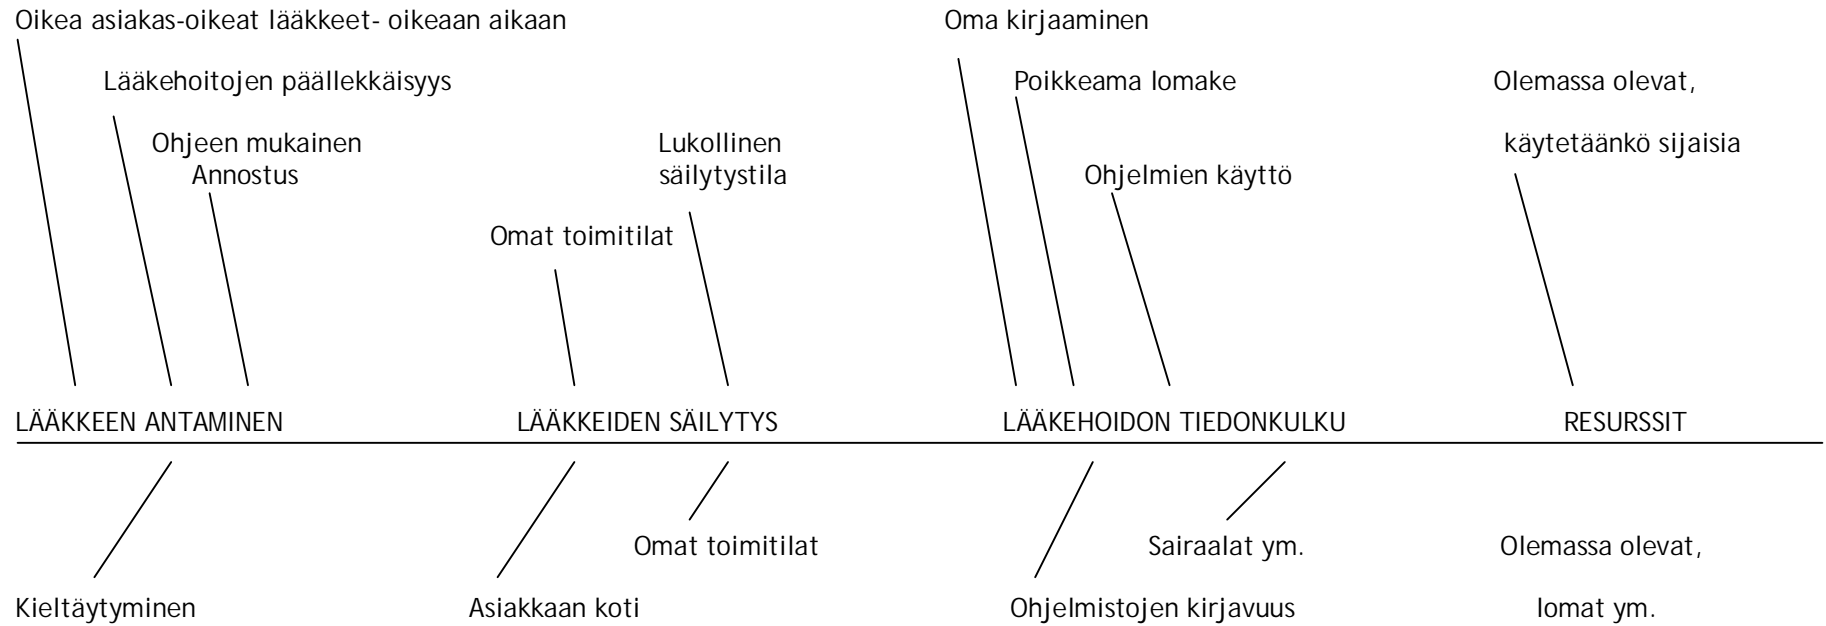 Oikea asiakas-oikeat lääkkeet- oikeaan aikaan
Oma kirjaaminen
Lääkehoitojen päällekkäisyys
Poikkeama lomake
Olemassa olevat,
Ohjeen mukainen
Annostus
Lukollinen
säilytystila
käytetäänkö sijaisia
Ohjelmien käyttö
Omat toimitilat
LÄÄKKEEN ANTAMINEN
LÄÄKKEIDEN SÄILYTYS
LÄÄKEHOIDON TIEDONKULKU
RESURSSIT
Omat toimitilat
Sairaalat ym.
Olemassa olevat,
Kieltäytyminen
Asiakkaan koti
Ohjelmistojen kirjavuus
lomat ym.